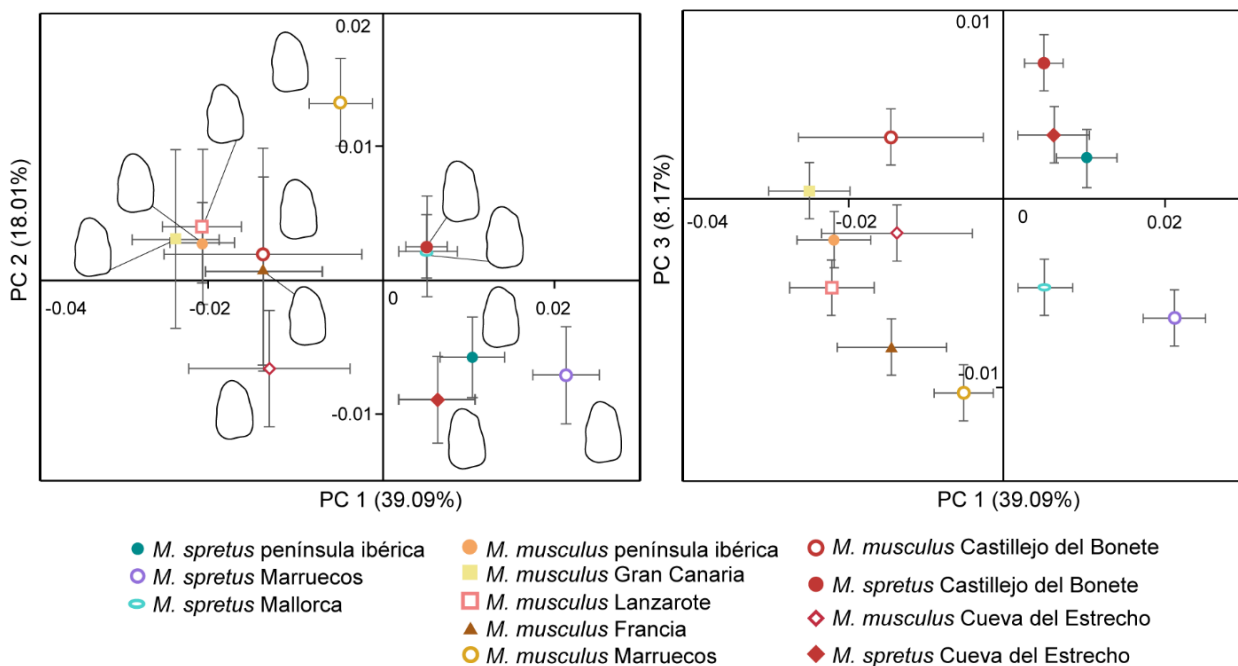 0.02
0.01
-0.04
-0.02
0
0.02
-0.01
PC 2 (18.01%)
PC 1 (39.09%)
0.01
-0.04
-0.02
0
0.02
-0.01
PC 3 (8.17%)
PC 1 (39.09%)
M. spretus península ibérica
M. spretus Marruecos
M. spretus Mallorca
M. musculus península ibérica
M. musculus Gran Canaria
M. musculus Lanzarote
M. musculus Francia
M. musculus Marruecos
M. musculus Castillejo del Bonete
M. spretus Castillejo del Bonete
M. musculus Cueva del Estrecho
M. spretus Cueva del Estrecho